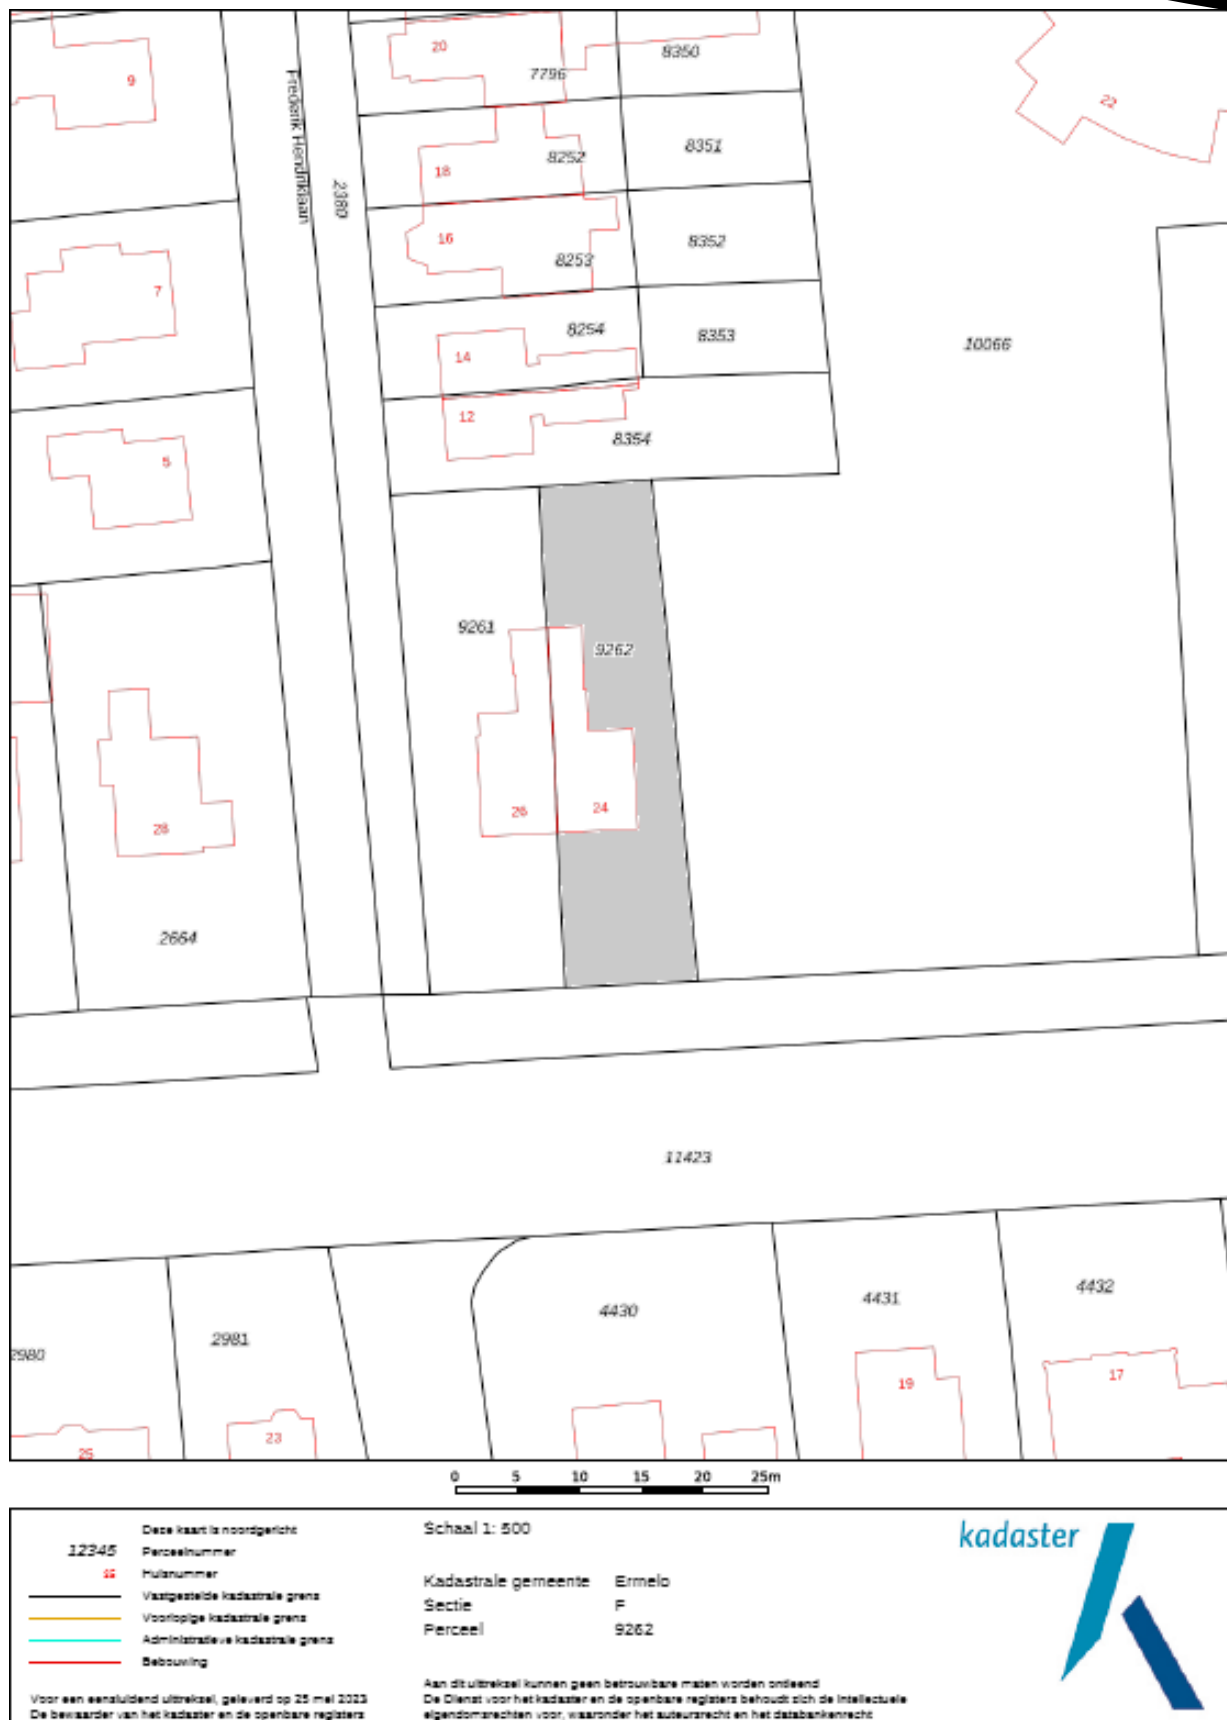 20
8350
9
7796
22
Frederik Hendriklaan
8351
8252
18
2380
16
8352
8253
7
8254
8353
10066
14
12
8354
5
9261
9262
26
24
28
2664
11423
4432
4431
4430
2981
2980
17
19
23
25
0 5 10 15 20 25m
Deze kaart is noordgericht
12345 Perceelnummer
25 Huisnummer
Vastgestelde kadastrale grens
Voorlopige kadastrale grens
Administratieve kadastrale grens
Bebouwing
Voor een eensluidend uittreksel, geleverd op 25 mei 2023
De bewaarder van het kadaster en de openbare registers
Schaal 1: 500
Kadastrale gemeente Ermelo
Sectie F
Perceel 9262
Aan dit uittreksel kunnen geen betrouwbare maten worden ontleend
De Dienst voor het kadaster en de openbare registers behoudt zich de intellectuele
eigendomsrechten voor, waaronder het auteursrecht en het databankenrecht
kadaster